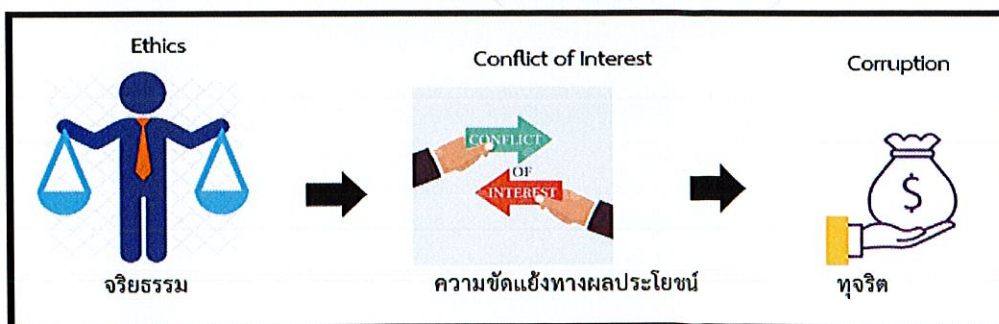 Ethics
Conflict of Interest
Corruption
CONFLICT
OF
INTEREST
$
จริยธรรม
ความขัดแย้งทางผลประโยชน์
ทุจริต